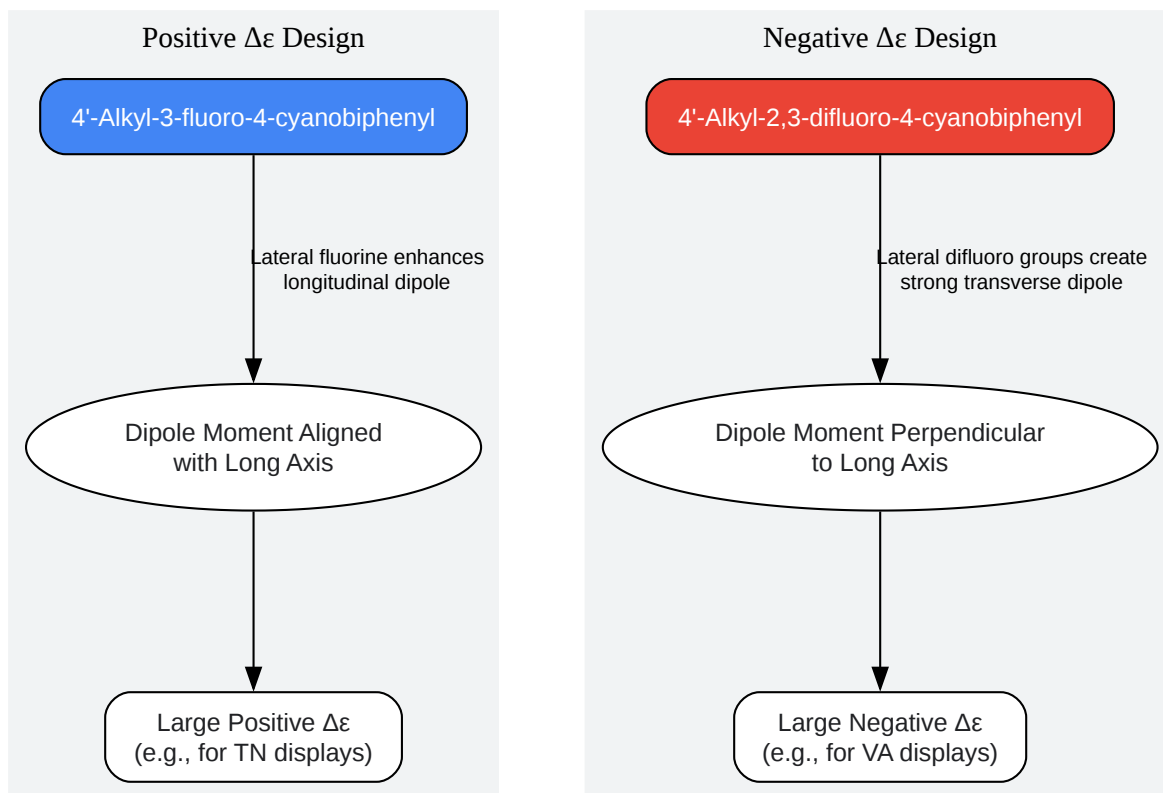 Positive Δε Design
4'-Alkyl-3-fluoro-4-cyanobiphenyl
Lateral fluorine enhances
longitudinal dipole
Dipole Moment Aligned
with Long Axis
Large Positive Δε
(e.g., for TN displays)
Negative Δε Design
4'-Alkyl-2,3-difluoro-4-cyanobiphenyl
Lateral difluoro groups create
strong transverse dipole
Dipole Moment Perpendicular
to Long Axis
Large Negative Δε
(e.g., for VA displays)